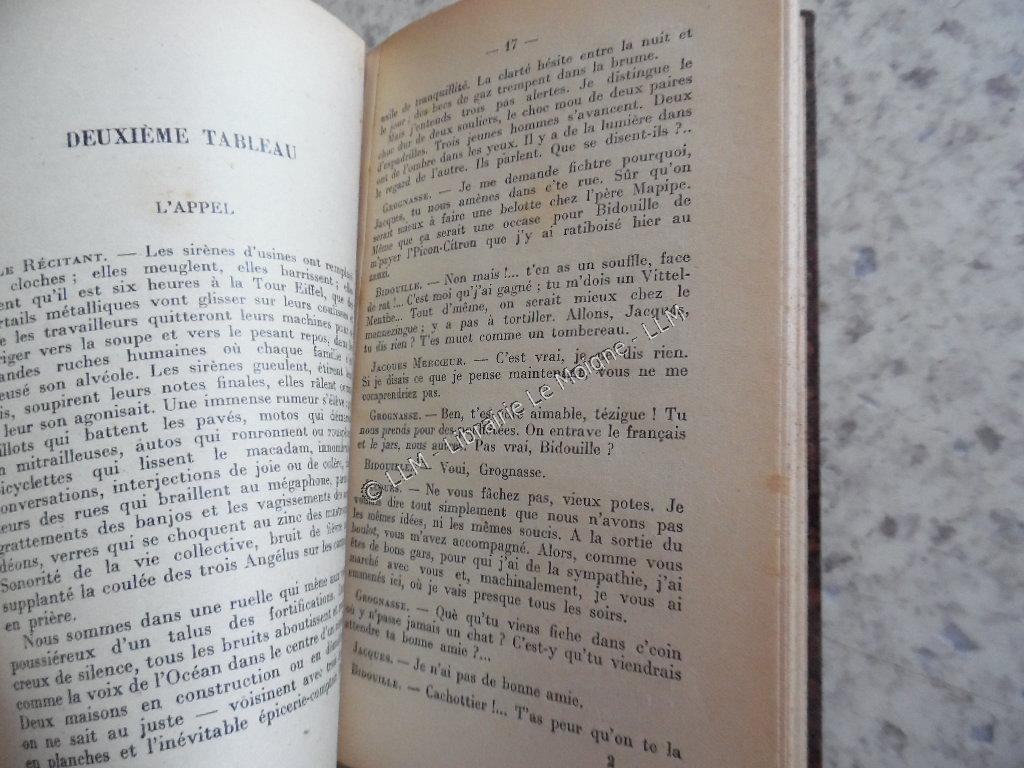 DEUXIÈME TABLEAU
L'APPEL
LE RÉCITANT. — Les sirènes d'usines ont
cloches ; elles meuglent, elles barrissent ;
qu'il est six heures à la Tour Eiffel, que
métalliques vont glisser sur leurs coulisses
les travailleurs quitteront leurs machines pour
vers la soupe et vers le pesant repos, dans
ruches humaines où chaque famille
son alvéole. Les sirènes gueulent, étirent
soupirent leurs notes finales, elles râlent
leur son agonisait. Une immense rumeur s'élève :
qui battent les pavés, motos qui
mitrailleuses, autos qui ronronnent ou
bicyclettes qui lissent le macadam,
conversations, interjections de joie ou de colère,
des rues qui braillent au mégaphone,
grattements des banjos et les vagissements des
verres qui se choquent au zinc des
Sonorité de la vie collective, bruit de fièvre
supplanté la coulée des trois Angélus sur les
en prière.
Nous sommes dans une ruelle qui mène aux
poussiéreux d'un talus des fortifications.
creux de silence, tous les bruits aboutissent
comme la voix de l'Océan dans le centre d'un
Deux maisons en construction ou en
on ne sait au juste — voisinent avec
en planches et l'inévitable épicerie-comptoir
— 17 —
de tranquillité. La clarté hésite entre la nuit et
le jour ; des becs de gaz trempent dans la brume.
Mais j'entends trois pas alertes. Je distingue le
choc dur de deux souliers, le choc mou de deux paires
d'espadrilles. Trois jeunes hommes s'avancent. Deux
ont de l'ombre dans les yeux. Il y a de la lumière dans
le regard de l'autre. Ils parlent. Que se disent-ils ?..
GROGNASSE. — Je me demande fichtre pourquoi,
Jacques, tu nous amènes dans c'te rue. Sûr qu'on
serait mieux à faire une belotte chez l'père Mapipe.
Même que ça serait une occase pour Bidouille de
m'payer l'Picon-Citron que j'y ai ratiboisé hier au
zanzi.
BIDOUILLE. — Non mais !... t'en as un souffle, face
de rat !... C'est moi qu'j'ai gagné ; tu m'dois un Vittel-
Menthe... Tout d'même, on serait mieux chez le
mennezingue ; y a pas à tortiller. Allons, Jacques,
tu dis rien ? T'es muet comme un tombereau.
JACQUES MERCŒUR. — C'est vrai, je ne dis rien.
Si je disais ce que je pense maintenant, vous ne me
comprendriez pas.
GROGNASSE. — Ben, t'es aimable, tézigue ! Tu
nous prends pour des On entrave le français
et le jars, nous autres. Pas vrai, Bidouille ?
BIDOUILLE. — Voui, Grognasse.
JACQUES. — Ne vous fâchez pas, vieux potes. Je
voulais dire tout simplement que nous n'avons pas
les mêmes idées, ni les mêmes soucis. A la sortie du
boulot, vous m'avez accompagné. Alors, comme vous
êtes de bons gars, pour qui j'ai de la sympathie, j'ai
marché avec vous et, machinalement, je vous ai
emmenés ici, où je vais presque tous les soirs.
GROGNASSE. — Què qu'tu viens fiche dans c'coin
où y n'passe jamais un chat ? C'est-y qu'tu viendrais
attendre ta bonne amie ?...
JACQUES. — Je n'ai pas de bonne amie.
BIDOUILLE. — Cachottier !... T'as peur qu'on te la
2
© LLM - Librairie Le Moigne - LLM